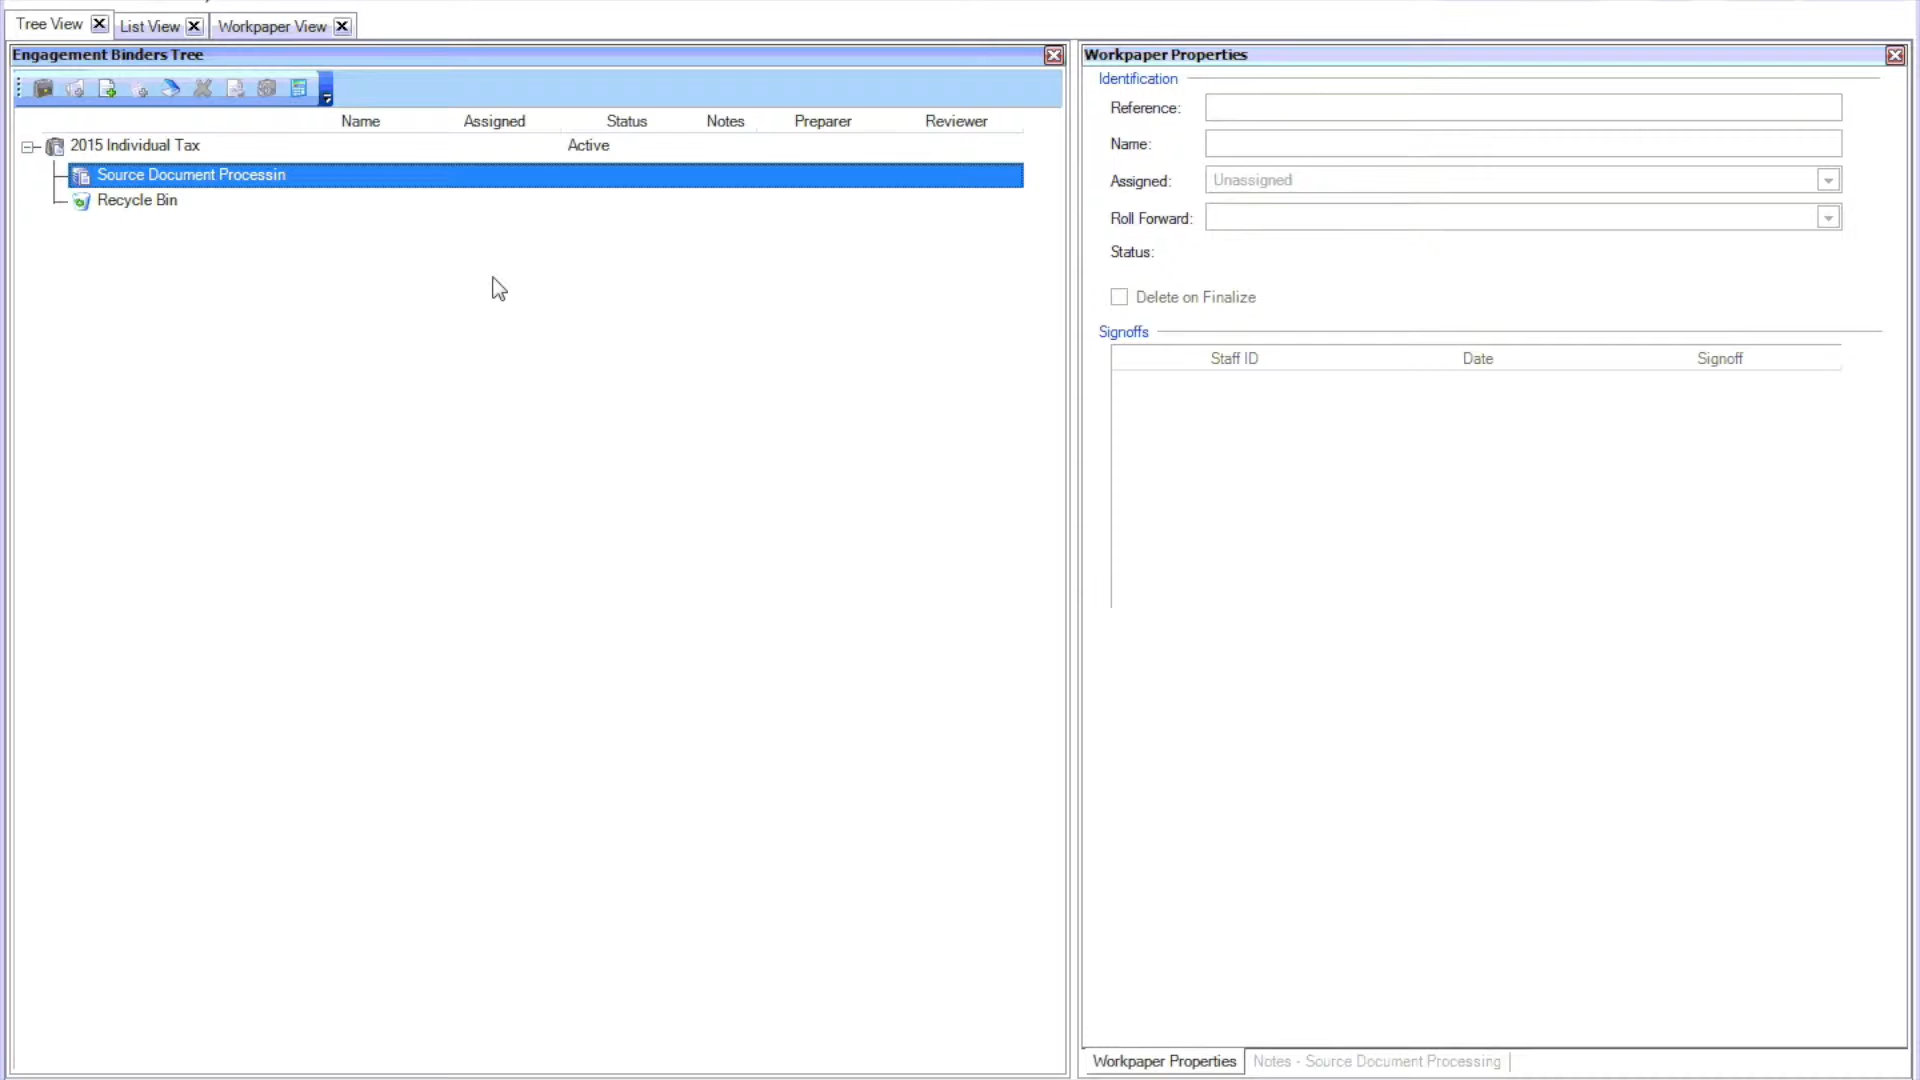 Tree View
List View
Workpaper View
Engagement Binders Tree
Name Assigned Status Notes Preparer Reviewer
2015 Individual Tax Active
Source Document Processin
Recycle Bin
Workpaper Properties
Identification
Reference:
Name:
Assigned: Unassigned
Roll Forward:
Status:
Delete on Finalize
Signoffs
Staff ID Date Signoff
Workpaper Properties
Notes - Source Document Processing